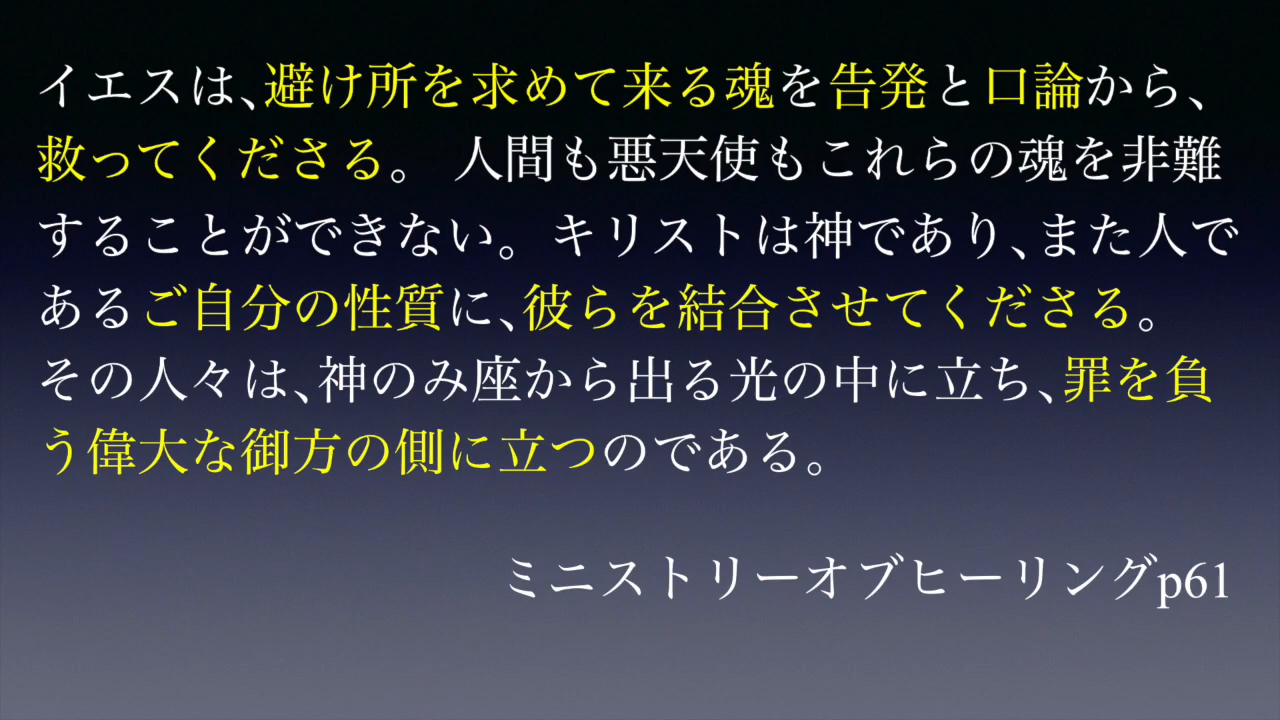 イエスは、避け所を求めて来る魂を告発と口論から、
救ってくださる。 人間も悪天使もこれらの魂を非難
することができない。キリストは神であり、また人で
あるご自分の性質に、彼らを結合させてくださる。
その人々は、神のみ座から出る光の中に立ち、罪を負
う偉大な御方の側に立つのである。
ミニストリーオブヒーリングp61